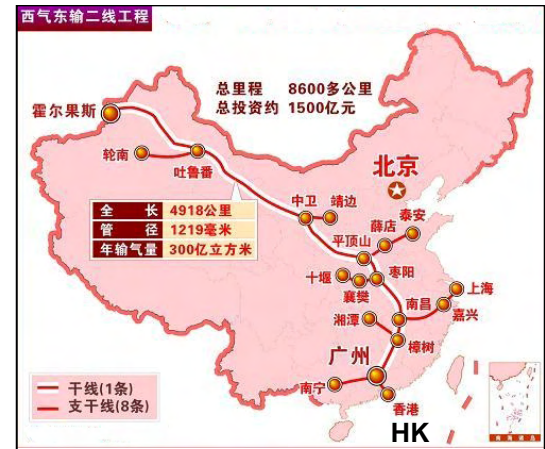 西气东输二线工程
总里程 8600多公里
总投资约 1500亿元
霍尔果斯
轮南
吐鲁番
北京
全长 4918公里
管径 1219毫米
年输气量 300亿立方米
中卫
靖边
泰安
薛店
平顶山
十堰
枣阳
襄樊
上海
南昌
嘉兴
湘潭
樟树
广州
南宁
香港
HK
干线(1条)
支干线(8条)
南海诸岛